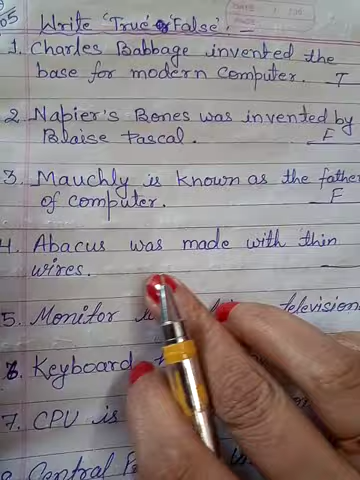 05 Write 'True' or 'False'. -
1. Charles Babbage invented the
base for modern computer. T
2. Napier's Bones was invented by
Blaise Pascal. F
3. Mauchly is known as the father
of computer. F
4. Abacus was made with thin
wires.
5. Monitor television
6. Keyboard
7. CPU is
Central